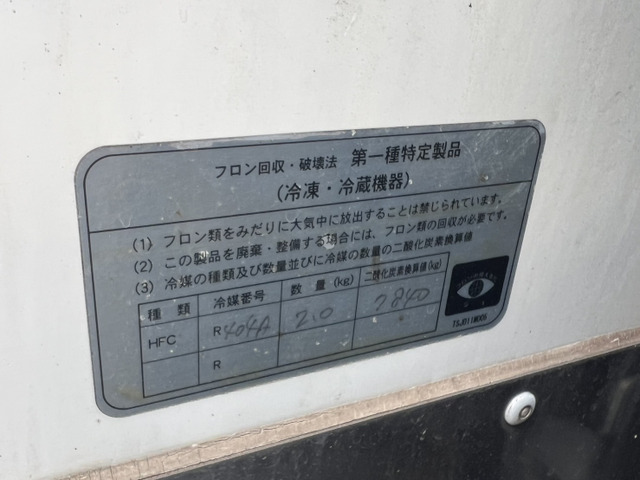 フロン回収・破壊法 第一種特定製品
(冷凍・冷蔵機器)
(1) フロン類をみだりに大気中に放出することは禁じられています。
(2) この製品を廃棄・整備する場合には、フロン類の回収が必要です。
(3) 冷媒の種類及び数量並びに冷媒の数量の二酸化炭素換算値
種類 冷媒番号 数量(kg) 二酸化炭素換算値(kg)
HFC R404A 2.0 7840
R